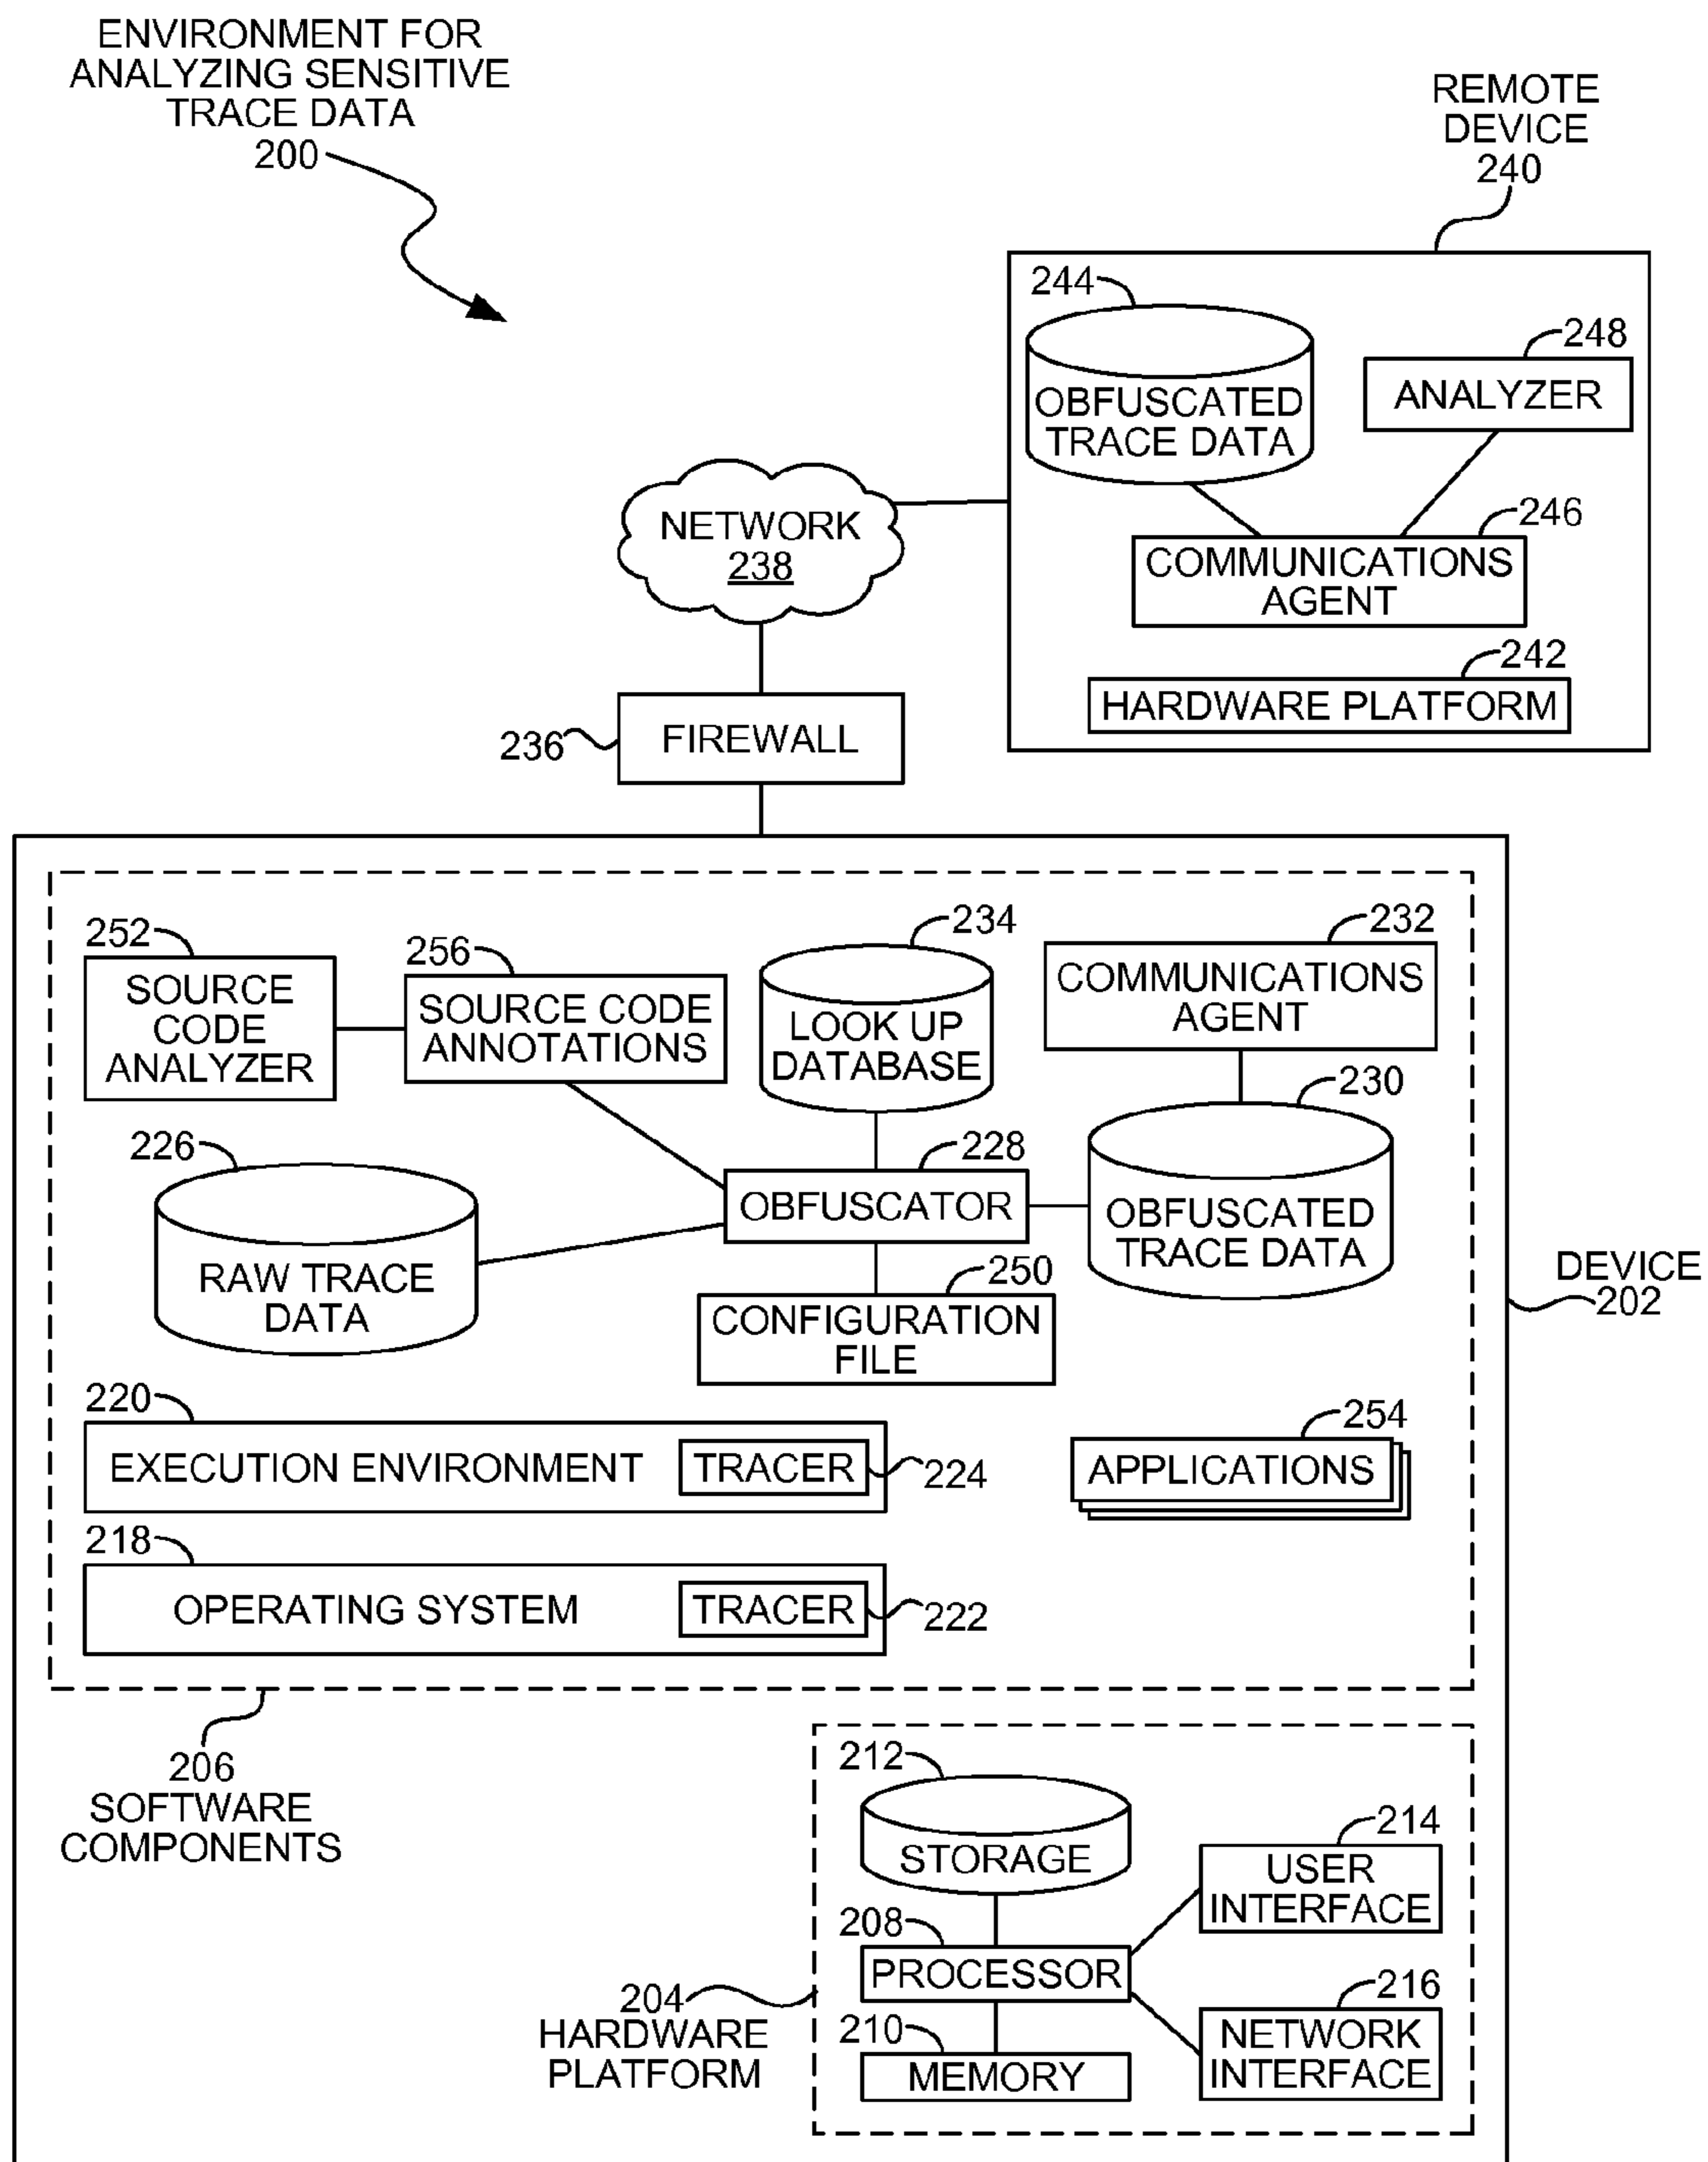 ENVIRONMENT FOR
ANALYZING SENSITIVE
TRACE DATA
200
REMOTE
DEVICE
240
244
OBFUSCATED
TRACE DATA
248
ANALYZER
246
COMMUNICATIONS
AGENT
242
HARDWARE PLATFORM
NETWORK
238
236
FIREWALL
252
SOURCE
CODE
ANALYZER
256
SOURCE CODE
ANNOTATIONS
234
LOOK UP
DATABASE
232
COMMUNICATIONS
AGENT
230
OBFUSCATED
TRACE DATA
226
RAW TRACE
DATA
228
OBFUSCATOR
250
CONFIGURATION
FILE
DEVICE
202
220
EXECUTION ENVIRONMENT
TRACER
224
254
APPLICATIONS
218
OPERATING SYSTEM
TRACER
222
206
SOFTWARE
COMPONENTS
212
STORAGE
214
USER
INTERFACE
208
PROCESSOR
204
HARDWARE
PLATFORM
216
NETWORK
INTERFACE
210
MEMORY